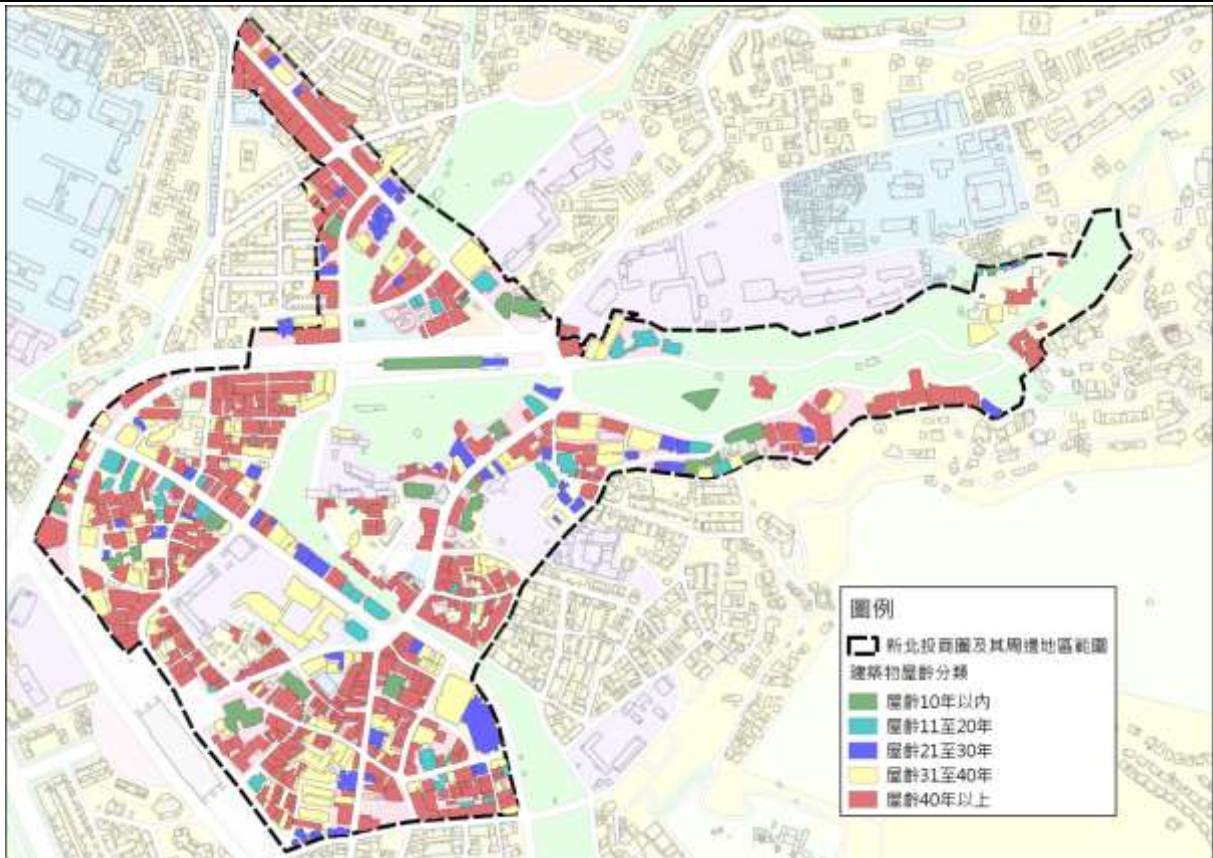 圖例
新北投商圈及其周邊地區範圍
建築物屋齡分類
屋齡10年以內
屋齡11至20年
屋齡21至30年
屋齡31至40年
屋齡40年以上